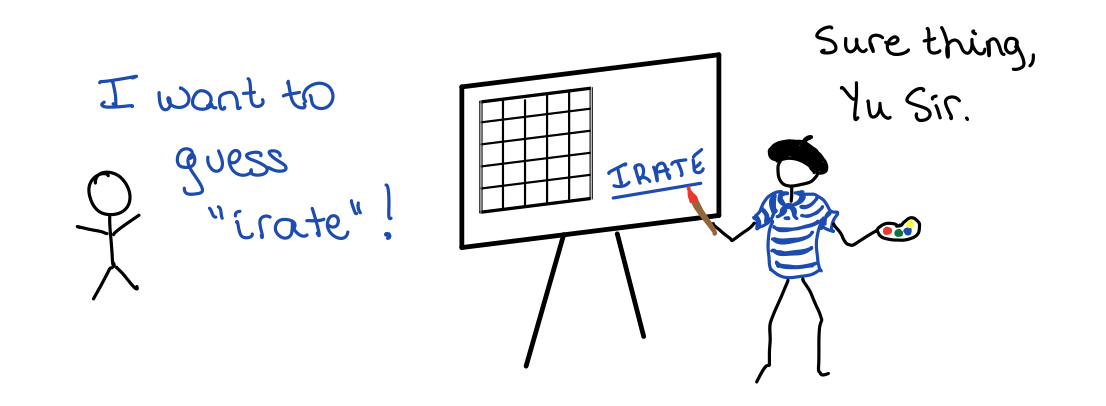 I want to
guess
"irate"!
IRATE
Sure thing,
Yu Sir.